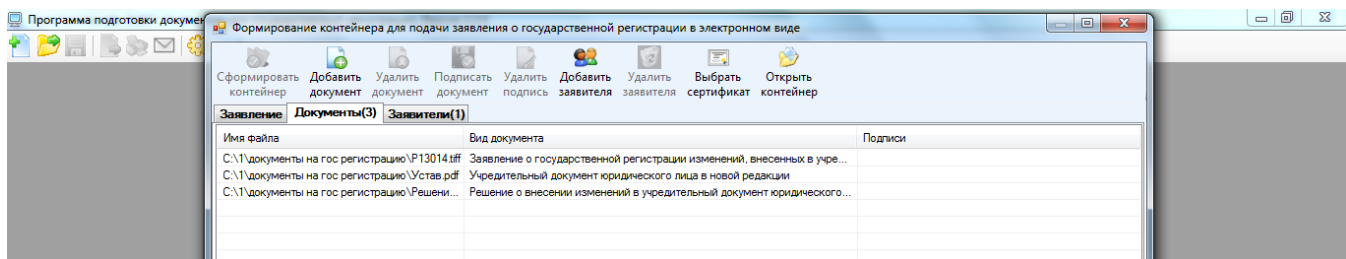 Программа подготовки докумен
Формирование контейнера для подачи заявления о государственной регистрации в электронном виде
Сформировать контейнер
Добавить документ
Удалить документ
Подписать документ
Удалить подпись
Добавить заявителя
Удалить заявителя
Выбрать сертификат
Открыть контейнер
Заявление Документы(3) Заявители(1)
Имя файла Вид документа Подписи
C:\1\документы на гос регистрацию\P13014.tiff Заявление о государственной регистрации изменений, внесенных в учре...
C:\1\документы на гос регистрацию\Устав.pdf Учредительный документ юридического лица в новой редакции
C:\1\документы на гос регистрацию\Решени... Решение о внесении изменений в учредительный документ юридического...